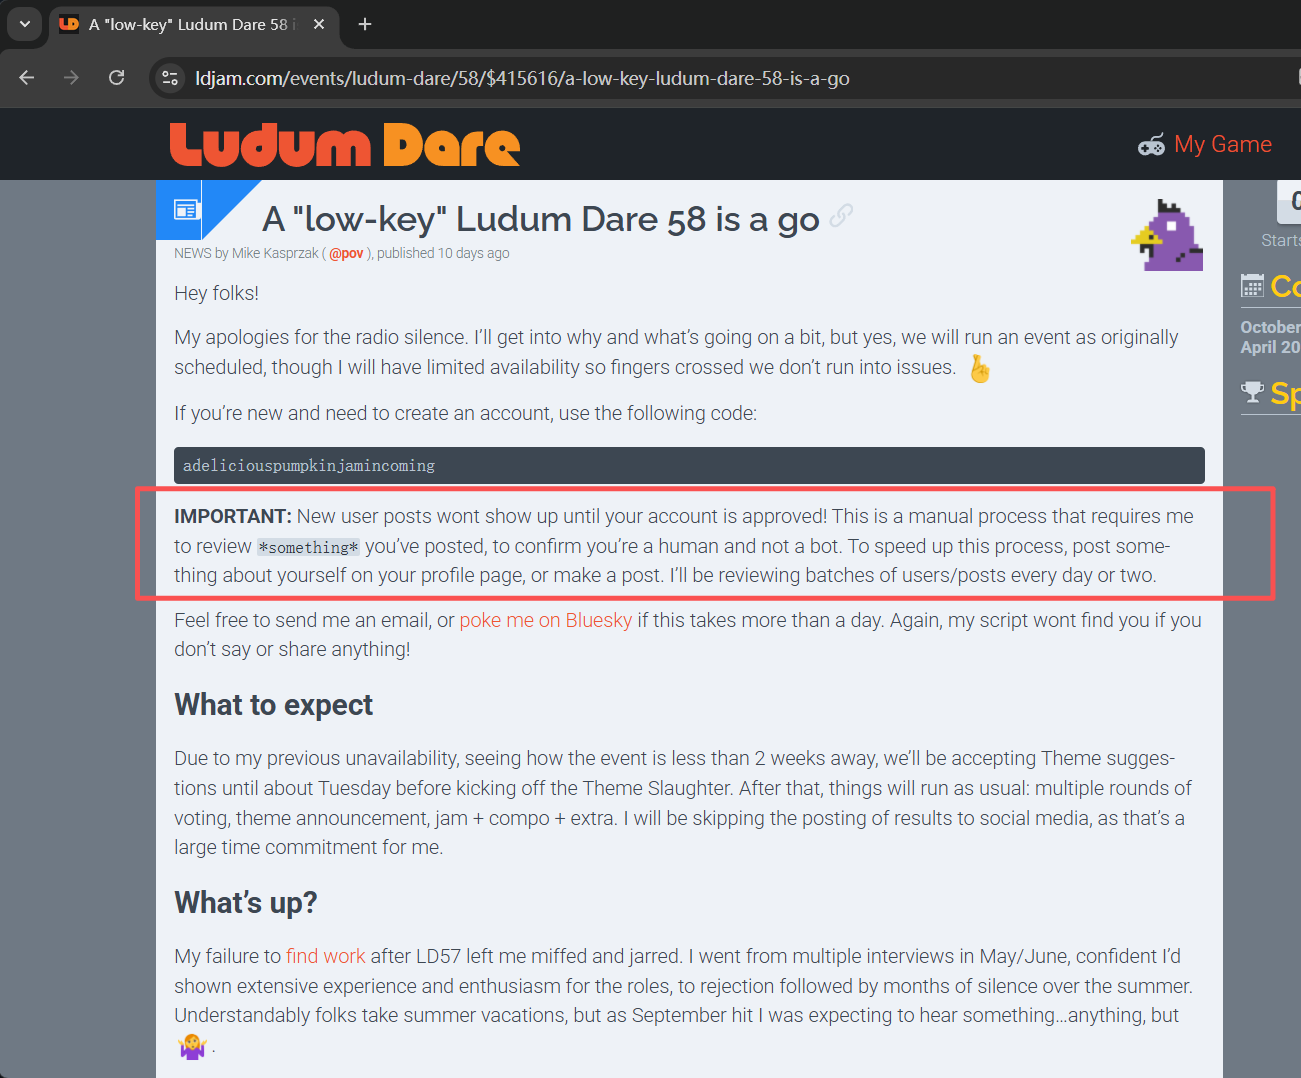 A "low-key" Ludum Dare 58 i
ldjam.com/events/ludum-dare/58/$415616/a-low-key-ludum-dare-58-is-a-go
LUDUM DARE
My Game
A "low-key" Ludum Dare 58 is a go
NEWS by Mike Kasprzak ( @pov ), published 10 days ago
Starts
Hey folks!
Co
My apologies for the radio silence. I’ll get into why and what’s going on a bit, but yes, we will run an event as originally
scheduled, though I will have limited availability so fingers crossed we don’t run into issues.
October
April 20
Sp
If you’re new and need to create an account, use the following code:
adeliciouspumpkinjamincoming
IMPORTANT: New user posts wont show up until your account is approved! This is a manual process that requires me
to review *something* you’ve posted, to confirm you’re a human and not a bot. To speed up this process, post some-
thing about yourself on your profile page, or make a post. I’ll be reviewing batches of users/posts every day or two.
Feel free to send me an email, or poke me on Bluesky if this takes more than a day. Again, my script wont find you if you
don’t say or share anything!
What to expect
Due to my previous unavailability, seeing how the event is less than 2 weeks away, we’ll be accepting Theme sugges-
tions until about Tuesday before kicking off the Theme Slaughter. After that, things will run as usual: multiple rounds of
voting, theme announcement, jam + compo + extra. I will be skipping the posting of results to social media, as that’s a
large time commitment for me.
What’s up?
My failure to find work after LD57 left me miffed and jarred. I went from multiple interviews in May/June, confident I’d
shown extensive experience and enthusiasm for the roles, to rejection followed by months of silence over the summer.
Understandably folks take summer vacations, but as September hit I was expecting to hear something…anything, but
.